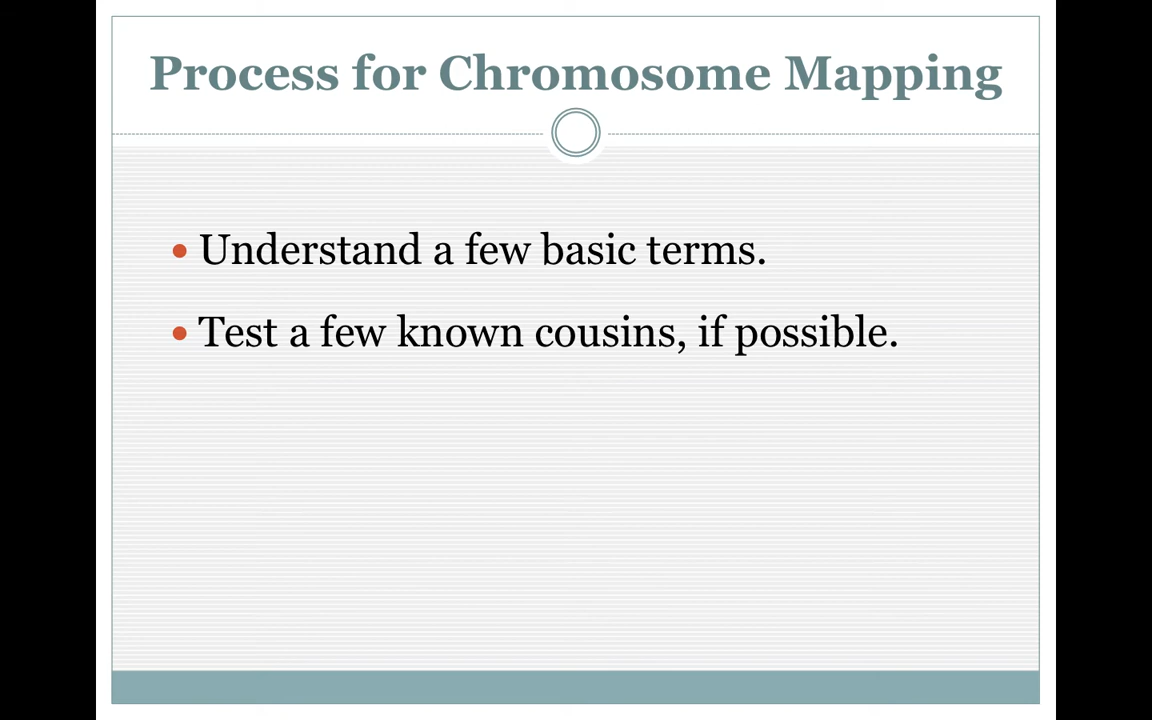 Process for Chromosome Mapping
• Understand a few basic terms.
• Test a few known cousins, if possible.